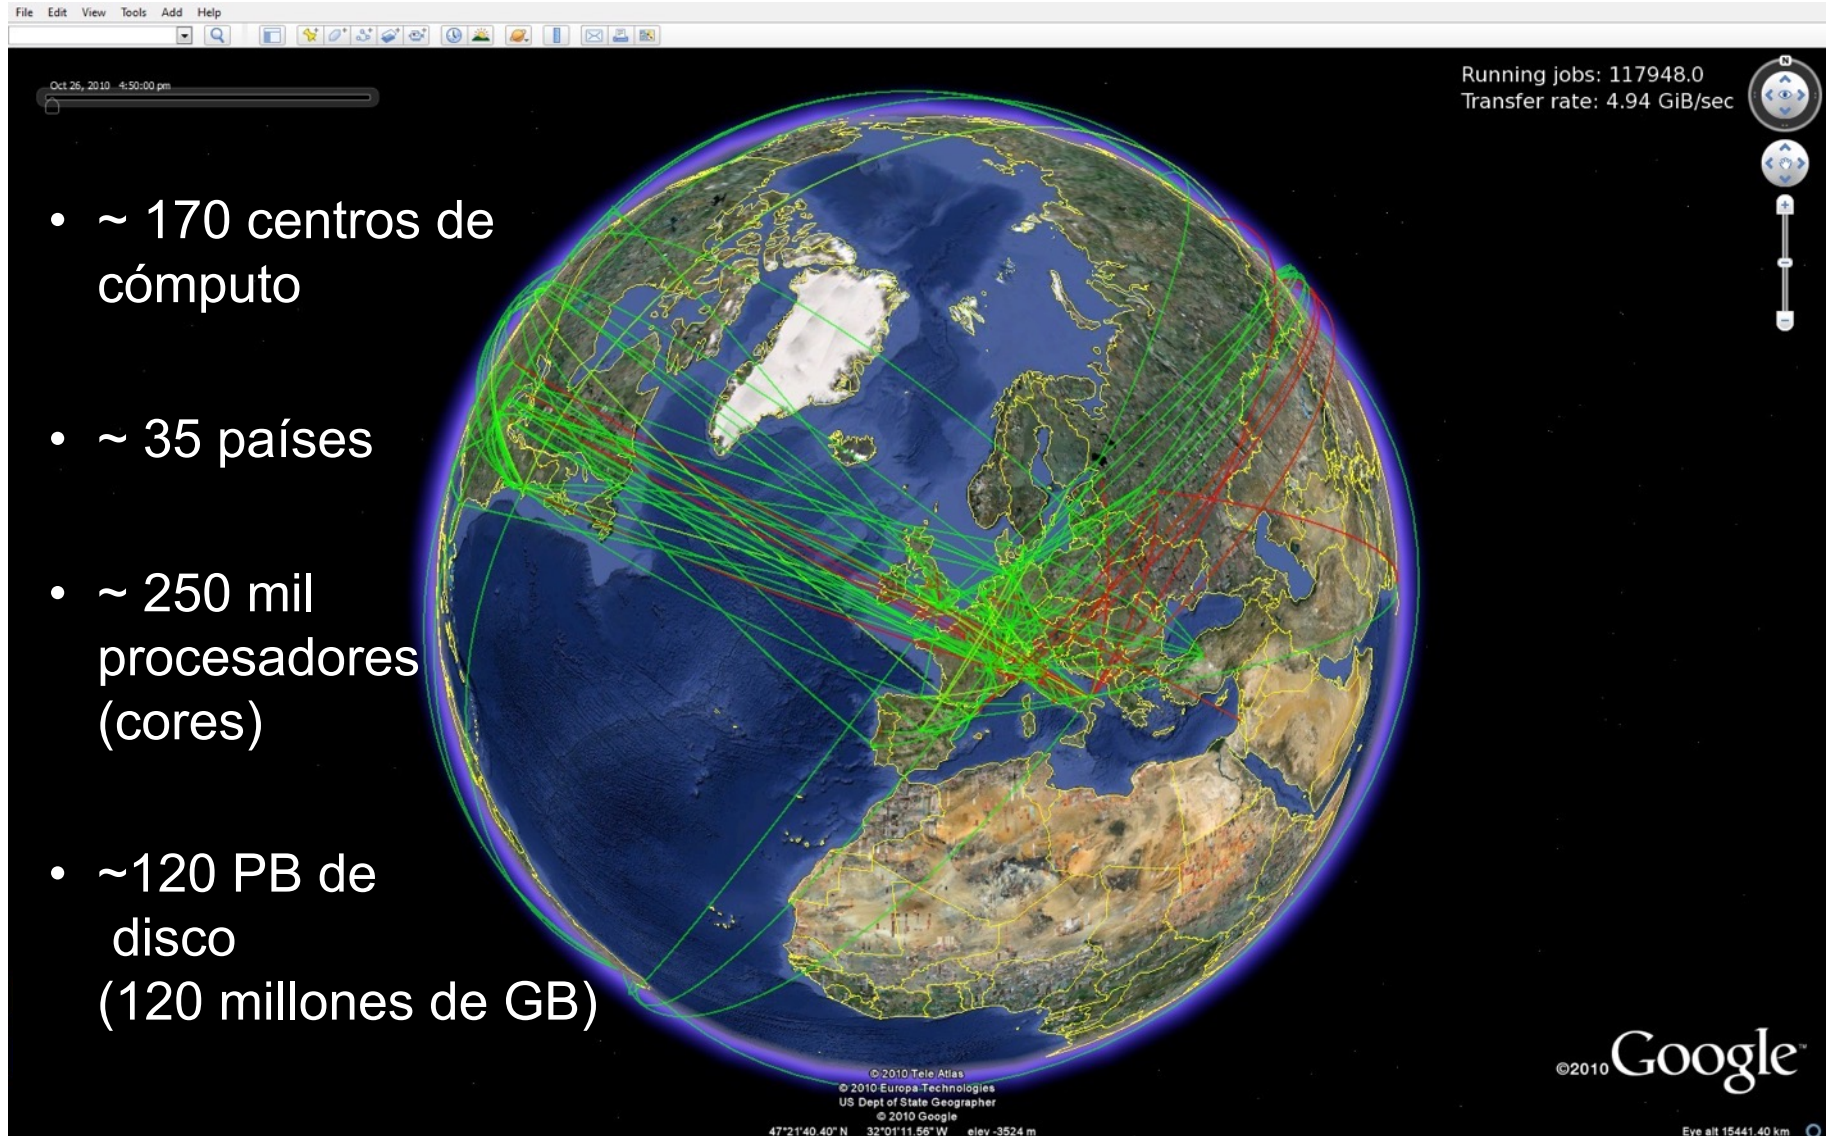 File Edit View Tools Add Help
Oct 26, 2010 4:50:00 pm
Running jobs: 117948.0
Transfer rate: 4.94 GiB/sec
N
• ~ 170 centros de
cómputo
• ~ 35 países
• ~ 250 mil
procesadores
(cores)
• ~120 PB de
disco
(120 millones de GB)
©2010 Google™
© 2010 Tele Atlas
© 2010 Europa Technologies
US Dept of State Geographer
© 2010 Google
47°21'40.40" N 32°01'11.56" W elev -3524 m
Eye alt 15441.40 km